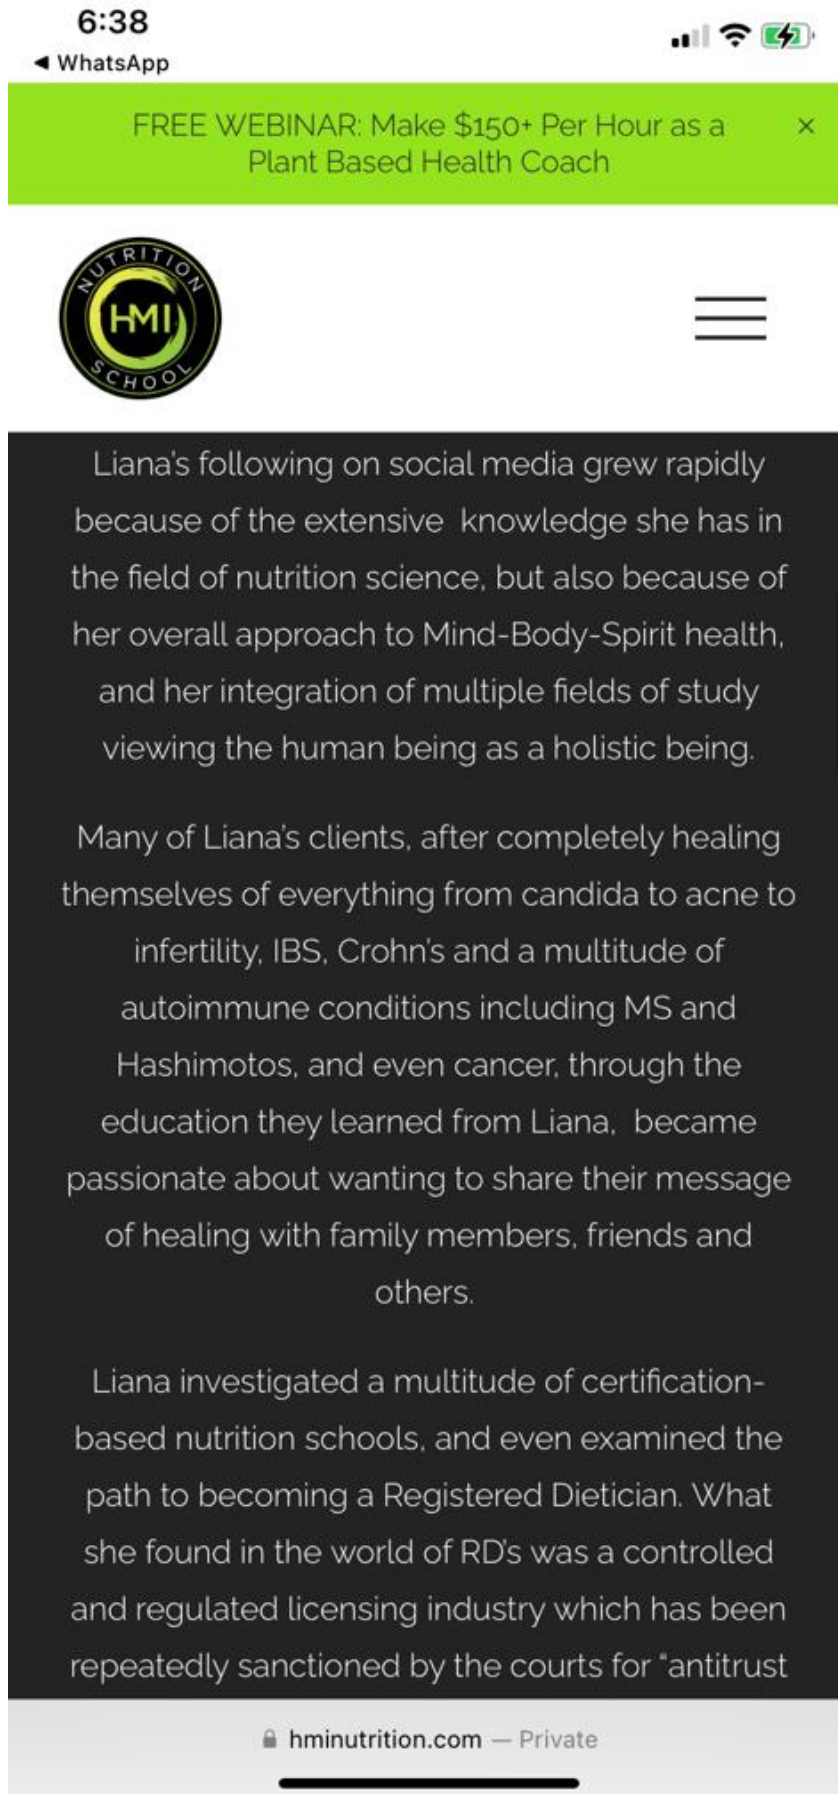 6:38
◀ WhatsApp
FREE WEBINAR: Make $150+ Per Hour as a
Plant Based Health Coach
×
NUTRITION
HMI
SCHOOL
Liana's following on social media grew rapidly
because of the extensive  knowledge she has in
the field of nutrition science, but also because of
her overall approach to Mind-Body-Spirit health,
and her integration of multiple fields of study
viewing the human being as a holistic being.
Many of Liana's clients, after completely healing
themselves of everything from candida to acne to
infertility, IBS, Crohn's and a multitude of
autoimmune conditions including MS and
Hashimotos, and even cancer, through the
education they learned from Liana,  became
passionate about wanting to share their message
of healing with family members, friends and
others.
Liana investigated a multitude of certification-
based nutrition schools, and even examined the
path to becoming a Registered Dietician. What
she found in the world of RD's was a controlled
and regulated licensing industry which has been
repeatedly sanctioned by the courts for “antitrust
hminutrition.com — Private